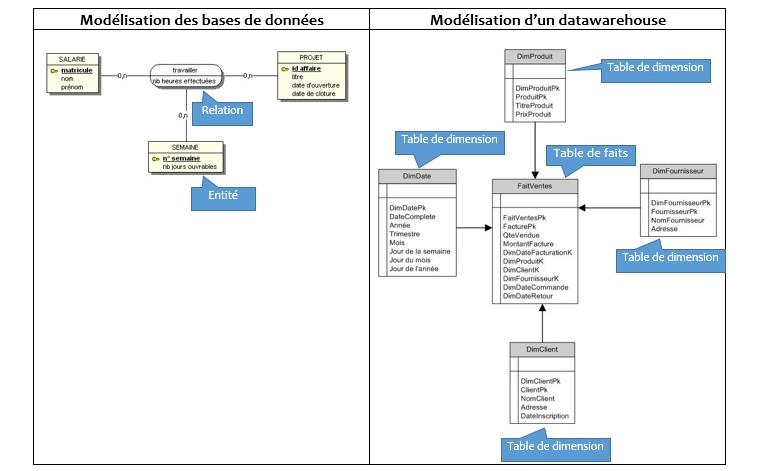 Modélisation des bases de données
Modélisation d'un datawarehouse
SALARIE
matricule
nom
prénom
0,n
travailler
nb heures effectuées
0,n
PROJET
id affaire
titre
date d'ouverture
date de cloture
Relation
0,n
SEMAINE
n° semaine
nb jours ouvrables
Entité
DimProduit
DimProduitPk
ProduitPk
TitreProduit
PrixProduit
Table de dimension
Table de dimension
DimDate
DimDatePk
DateComplete
Année
Trimestre
Mois
Jour de la semaine
Jour du mois
Jour de l'année
Table de faits
FaitVentes
FaitVentesPk
FacturePk
QteVendue
MontantFacture
DimDateFacturationK
DimProduitK
DimClientK
DimFournisseurK
DimDateCommande
DimDateRetour
DimFournisseur
DimFournisseurPk
FournisseurPk
NomFournisseur
Adresse
Table de dimension
DimClient
DimClientPk
ClientPk
NomClient
Adresse
DateInscription
Table de dimension